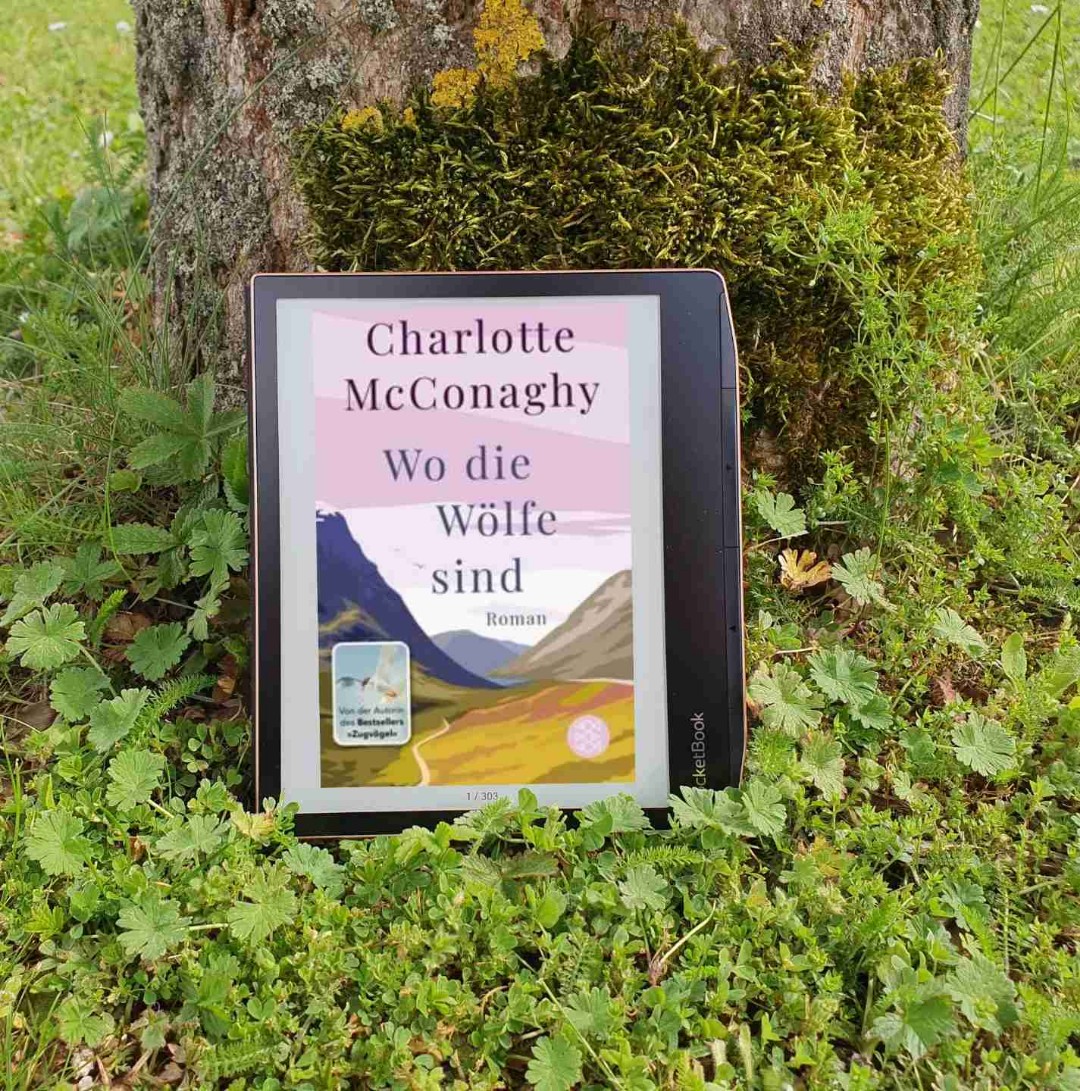 Charlotte
McConaghy
Wo die
Wölfe
sind
Roman
Von der Autorin
des Bestsellers
»Zugvögel«
1 / 303
cketBook